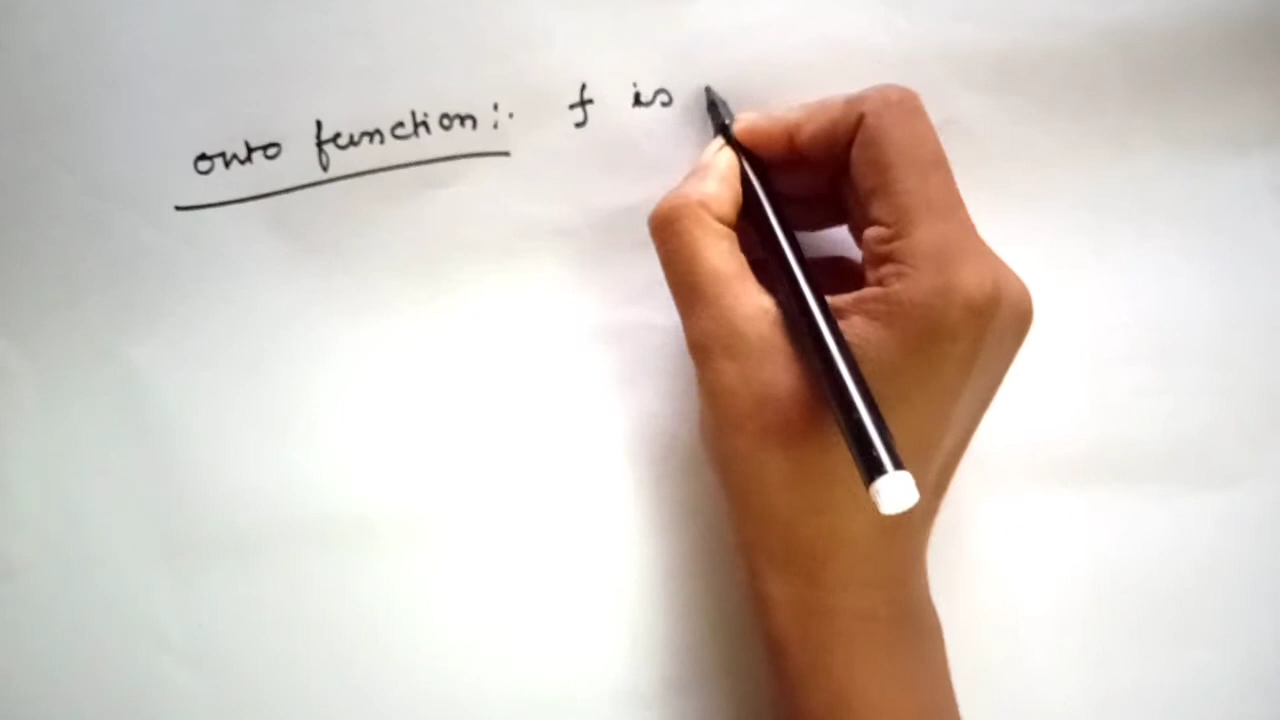 onto function :- f is